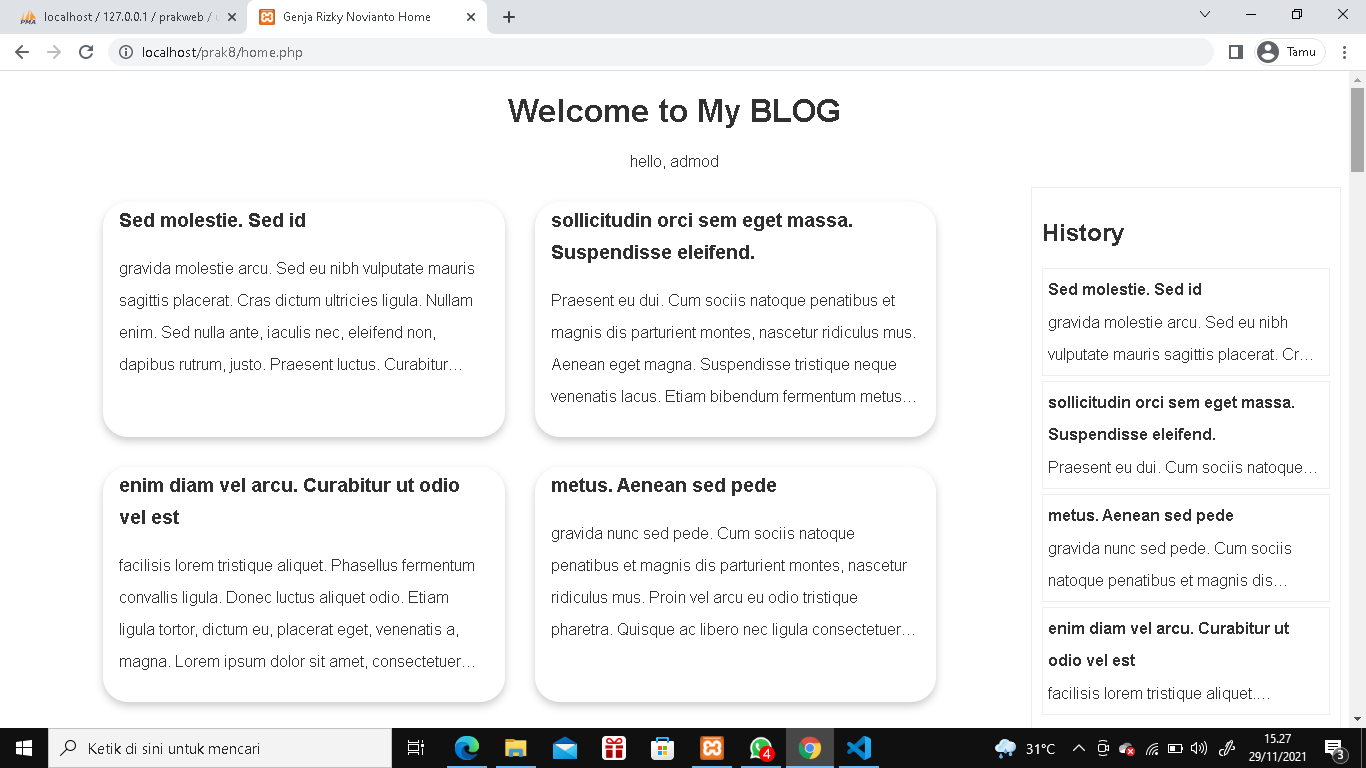 localhost / 127.0.0.1 / prakweb /
Genja Rizky Novianto Home
localhost/prak8/home.php
Tamu
Welcome to My BLOG
hello, admod
Sed molestie. Sed id
gravida molestie arcu. Sed eu nibh vulputate mauris
sagittis placerat. Cras dictum ultricies ligula. Nullam
enim. Sed nulla ante, iaculis nec, eleifend non,
dapibus rutrum, justo. Praesent luctus. Curabitur…
sollicitudin orci sem eget massa.
Suspendisse eleifend.
Praesent eu dui. Cum sociis natoque penatibus et
magnis dis parturient montes, nascetur ridiculus mus.
Aenean eget magna. Suspendisse tristique neque
venenatis lacus. Etiam bibendum fermentum metus…
enim diam vel arcu. Curabitur ut odio
vel est
facilisis lorem tristique aliquet. Phasellus fermentum
convallis ligula. Donec luctus aliquet odio. Etiam
ligula tortor, dictum eu, placerat eget, venenatis a,
magna. Lorem ipsum dolor sit amet, consectetuer…
metus. Aenean sed pede
gravida nunc sed pede. Cum sociis natoque
penatibus et magnis dis parturient montes, nascetur
ridiculus mus. Proin vel arcu eu odio tristique
pharetra. Quisque ac libero nec ligula consectetuer…
History
Sed molestie. Sed id
gravida molestie arcu. Sed eu nibh
vulputate mauris sagittis placerat. Cr…
sollicitudin orci sem eget massa.
Suspendisse eleifend.
Praesent eu dui. Cum sociis natoque…
metus. Aenean sed pede
gravida nunc sed pede. Cum sociis
natoque penatibus et magnis dis…
enim diam vel arcu. Curabitur ut
odio vel est
facilisis lorem tristique aliquet.…
Ketik di sini untuk mencari
4
31°C
15.27
29/11/2021
3